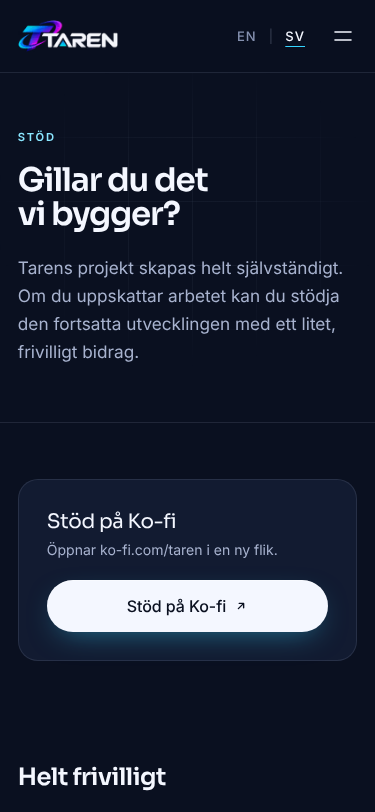 TAREN
EN | SV
STÖD
Gillar du det
vi bygger?
Tarens projekt skapas helt självständigt.
Om du uppskattar arbetet kan du stödja
den fortsatta utvecklingen med ett litet,
frivilligt bidrag.
Stöd på Ko-fi
Öppnar ko-fi.com/taren i en ny flik.
Stöd på Ko-fi ↗
Helt frivilligt